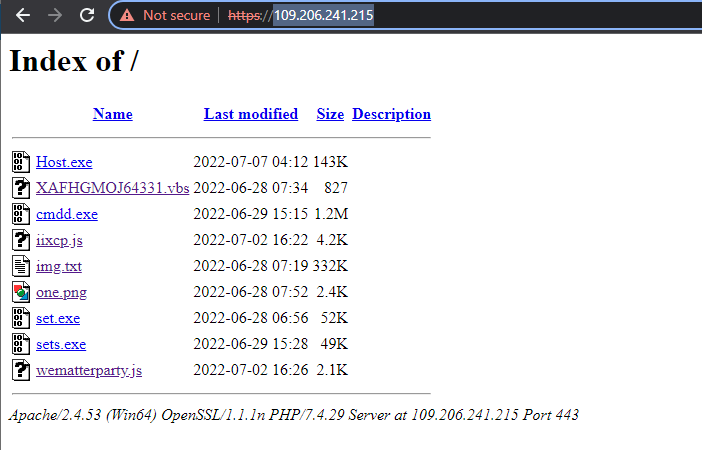 Not secure | https://109.206.241.215
Index of /
Name Last modified Size Description
Host.exe 2022-07-07 04:12 143K
XAFHGMOJ64331.vbs 2022-06-28 07:34 827
cmdd.exe 2022-06-29 15:15 1.2M
iixcp.js 2022-07-02 16:22 4.2K
img.txt 2022-06-28 07:19 332K
one.png 2022-06-28 07:52 2.4K
set.exe 2022-06-28 06:56 52K
sets.exe 2022-06-29 15:28 49K
wematterparty.js 2022-07-02 16:26 2.1K
Apache/2.4.53 (Win64) OpenSSL/1.1.1n PHP/7.4.29 Server at 109.206.241.215 Port 443